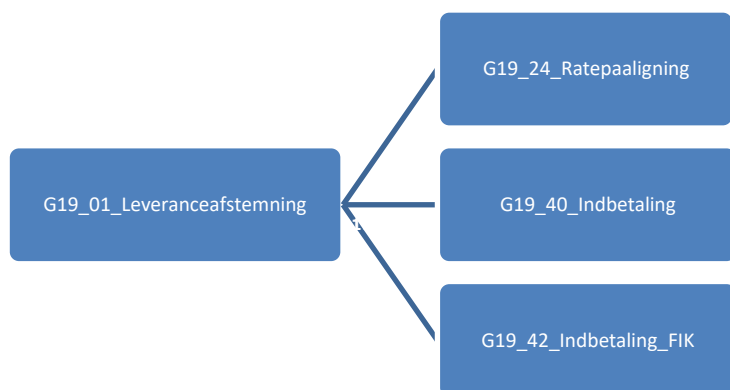 G19_24_Ratepaaligning
G19_01_Leveranceafstemning
G19_40_Indbetaling
G19_42_Indbetaling_FIK